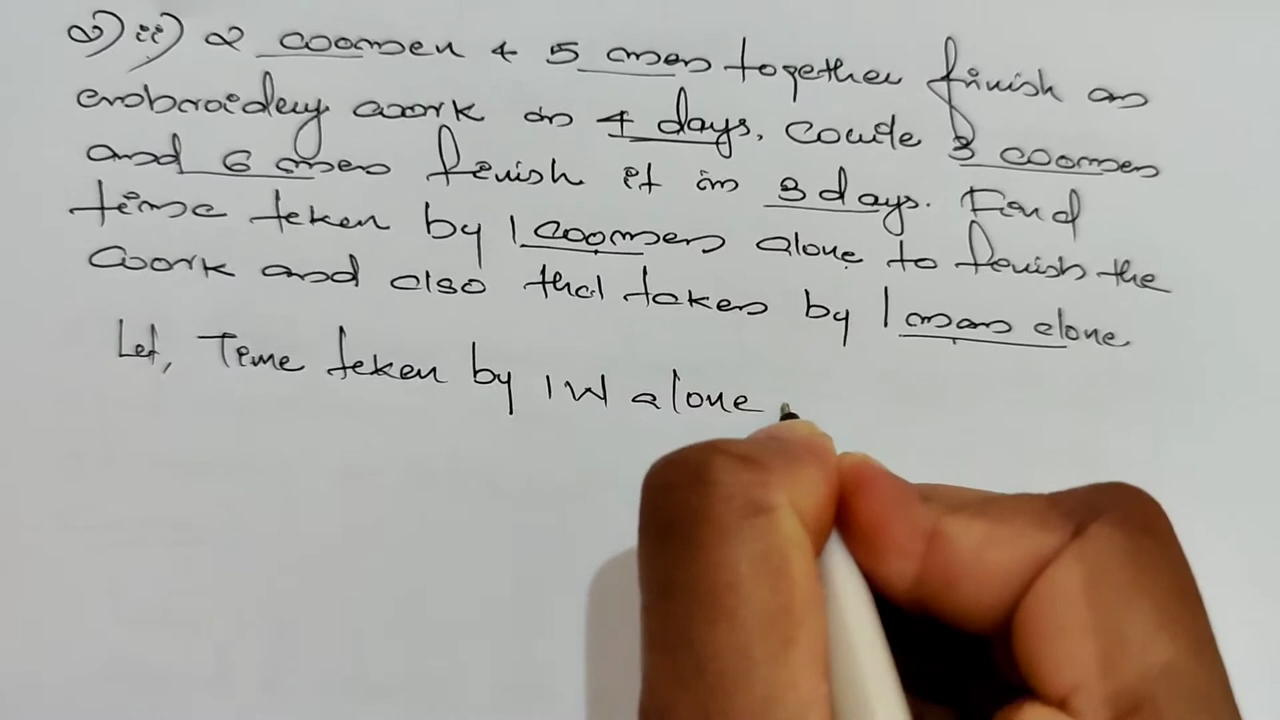 Q) ii) 2 women + 5 men together finish an
embroidery work in 4 days, while 3 women
and 6 men finish it in 3 days. Find
time taken by 1 women alone to finish the
work and also that taken by 1 man alone
Let, Time taken by 1W alone